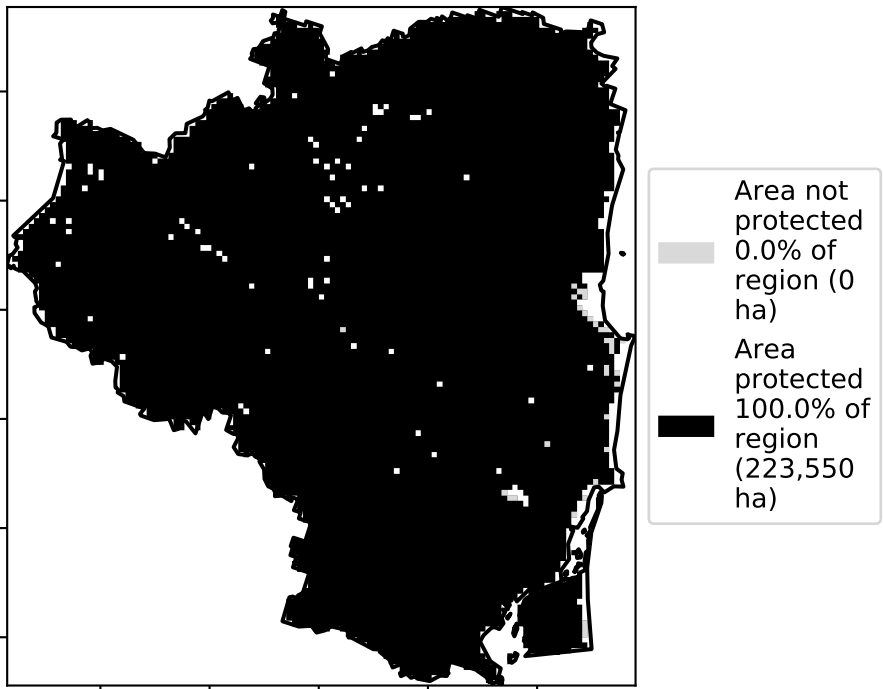 Area not
protected
0.0% of
region (0
ha)
Area
protected
100.0% of
region
(223,550
ha)